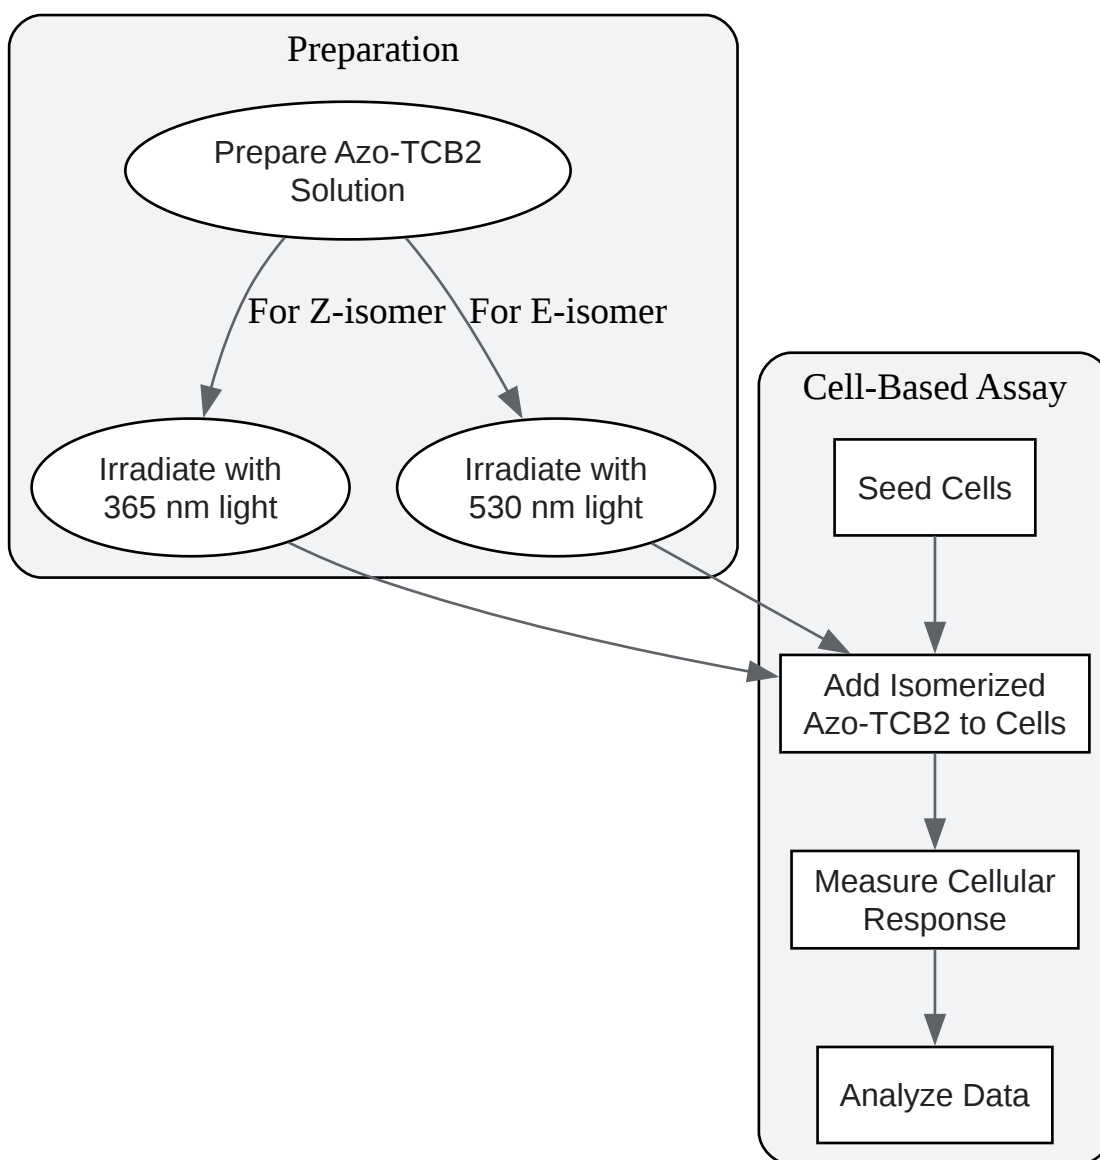 Preparation
Prepare Azo-TCB2
Solution
For Z-isomer
For E-isomer
Irradiate with
365 nm light
Irradiate with
530 nm light
Cell-Based Assay
Seed Cells
Add Isomerized
Azo-TCB2 to Cells
Measure Cellular
Response
Analyze Data